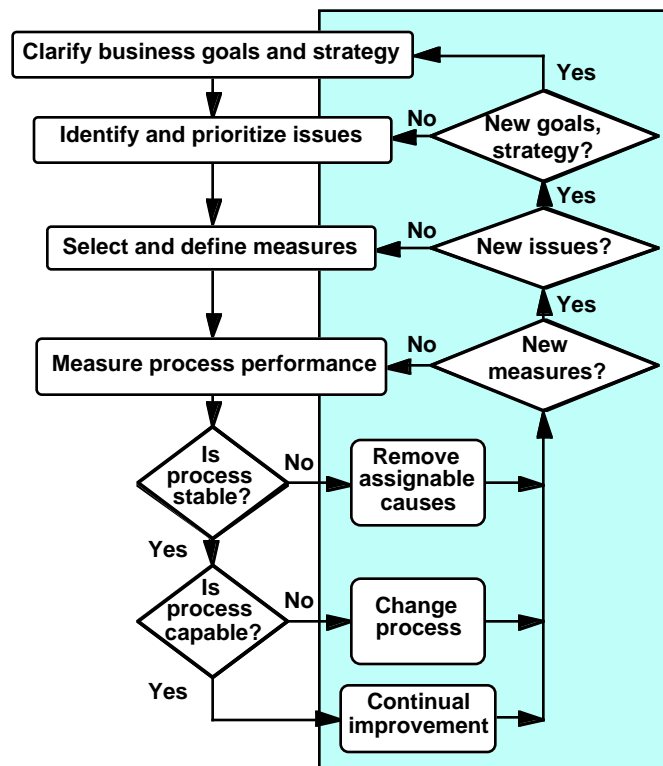 Clarify business goals and strategy
Yes
Identify and prioritize issues
No
New goals,
strategy?
Yes
Select and define measures
No
New issues?
Yes
Measure process performance
No
New
measures?
Is
process
stable?
No
Remove
assignable
causes
Yes
Is
process
capable?
No
Change
process
Yes
Continual
improvement